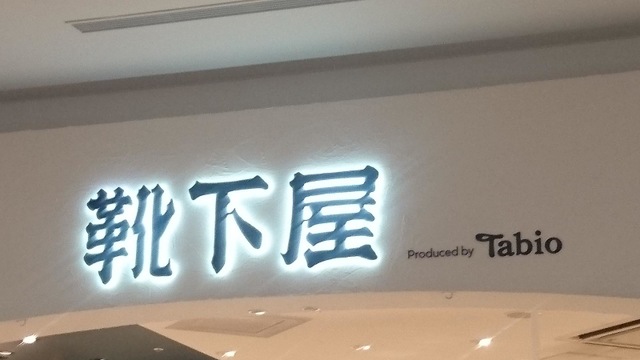 靴下屋
Produced by Tabio